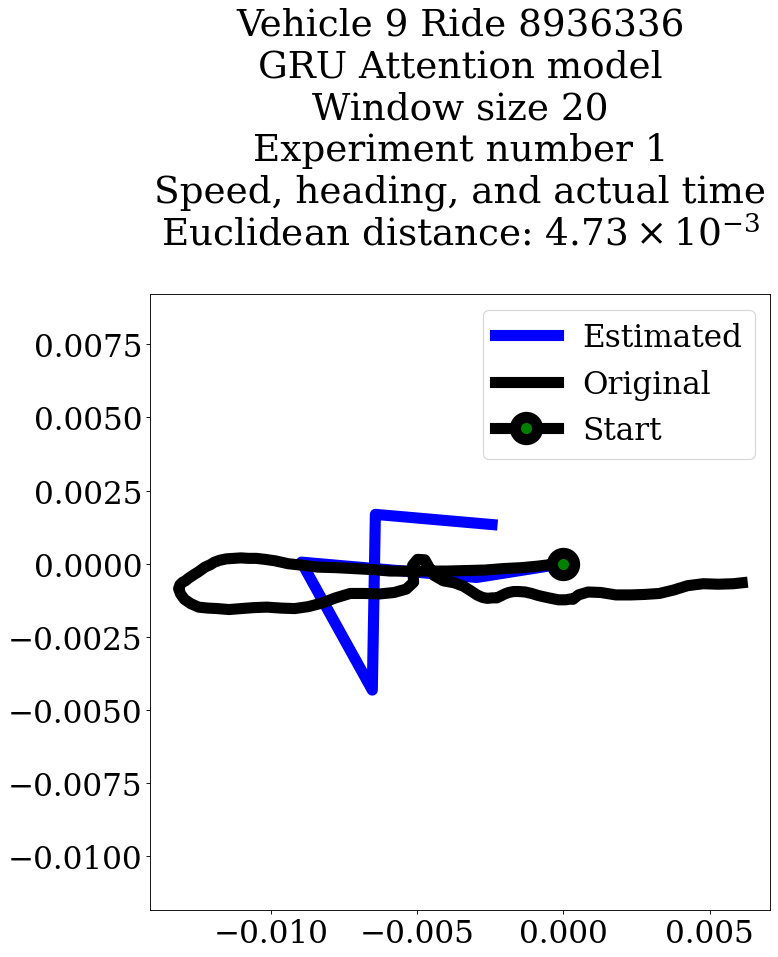 Vehicle 9 Ride 8936336
GRU Attention model
Window size 20
Experiment number 1
Speed, heading, and actual time
Euclidean distance: 4.73 × 10⁻³
Estimated
Original
Start
0.0075
0.0050
0.0025
0.0000
−0.0025
−0.0050
−0.0075
−0.0100
−0.010 −0.005 0.000 0.005